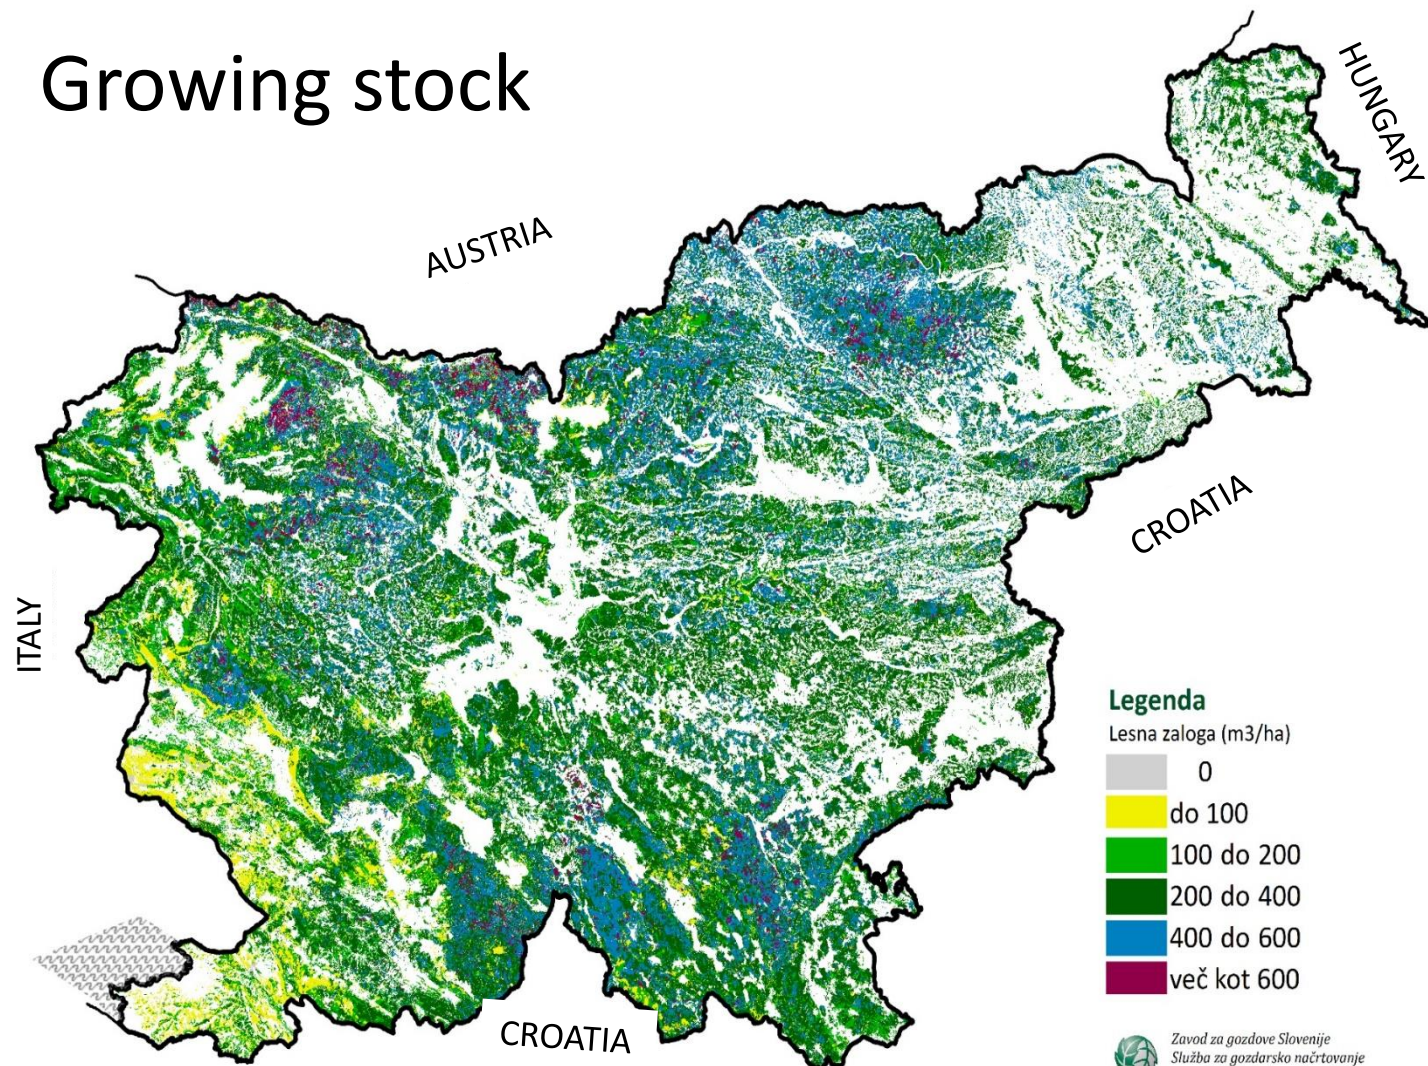 Growing stock
HUNGARY
AUSTRIA
CROATIA
ITALY
Legenda
Lesna zaloga (m3/ha)
0
do 100
100 do 200
200 do 400
400 do 600
več kot 600
CROATIA
Zavod za gozdove Slovenije
Služba za gozdarsko načrtovanje